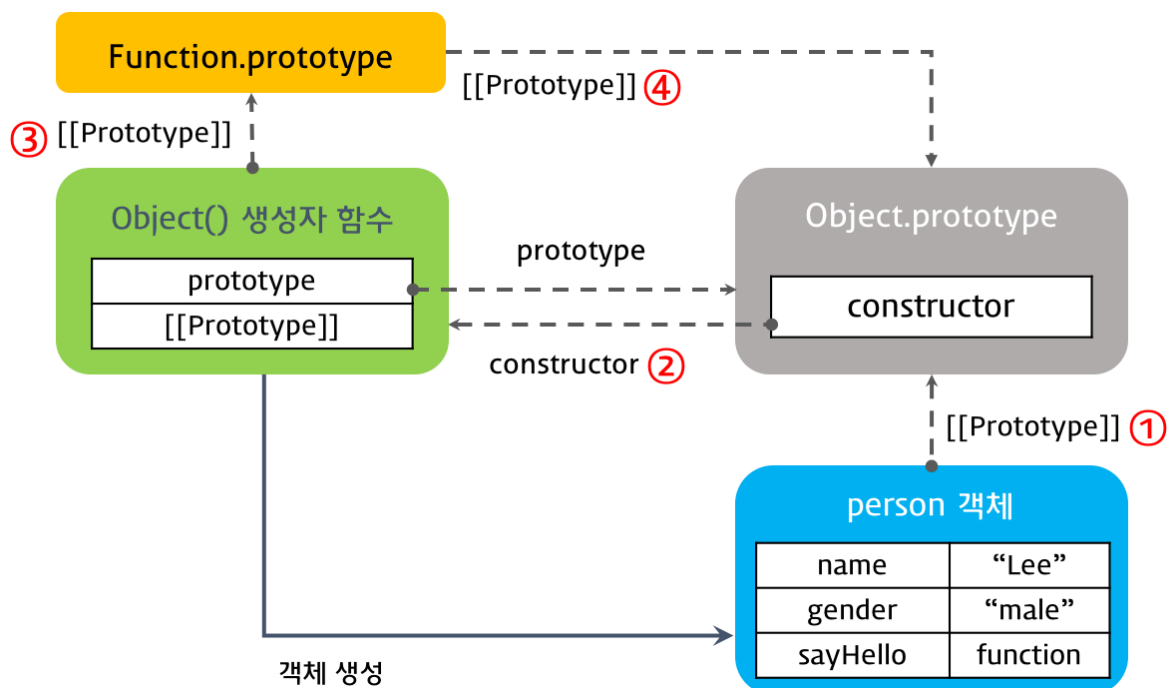 Function.prototype
[[Prototype]] ④
③ [[Prototype]]
Object() 생성자 함수
prototype
[[Prototype]]
prototype
constructor ②
Object.prototype
constructor
[[Prototype]] ①
person 객체
name “Lee”
gender “male”
sayHello function
객체 생성